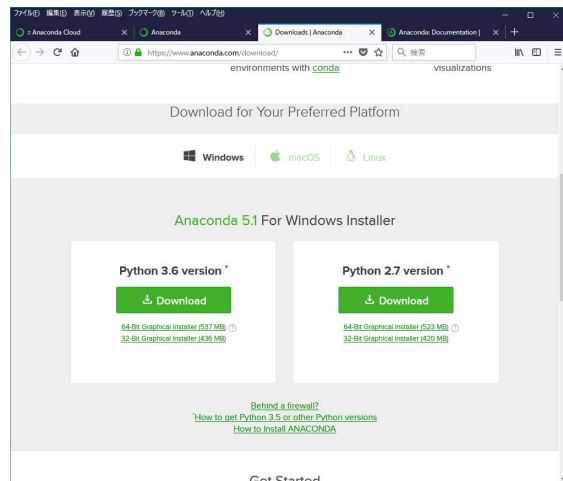 ファイル(F) 編集(E) 表示(V) 履歴(S) ブックマーク(B) ツール(T) ヘルプ(H)
:: Anaconda Cloud
Anaconda
Downloads | Anaconda
Anaconda: Documentation |
https://www.anaconda.com/download/
検索
environments with conda
visualizations
Download for Your Preferred Platform
Windows macOS Linux
Anaconda 5.1 For Windows Installer
Python 3.6 version *
Download
64-Bit Graphical Installer (537 MB) ?
32-Bit Graphical Installer (436 MB)
Python 2.7 version *
Download
64-Bit Graphical Installer (523 MB) ?
32-Bit Graphical Installer (420 MB)
Behind a firewall?
*How to get Python 3.5 or other Python versions
How to Install ANACONDA
Get Started